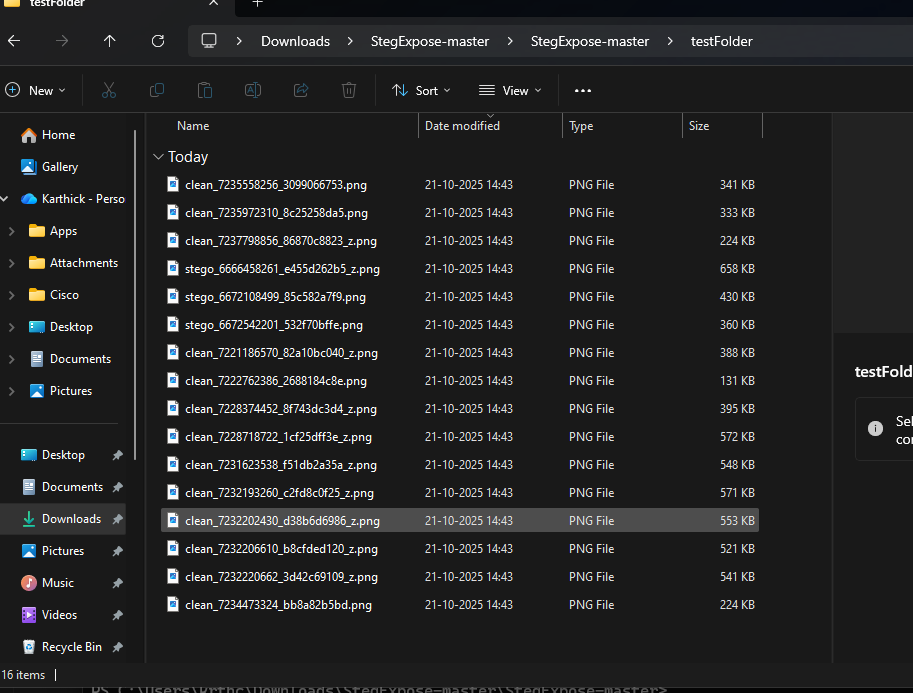 testFolder
Downloads > StegExpose-master > StegExpose-master > testFolder
New Sort View
Name Date modified Type Size
Today
clean_7235558256_3099066753.png 21-10-2025 14:43 PNG File 341 KB
clean_7235972310_8c25258da5.png 21-10-2025 14:43 PNG File 333 KB
clean_7237798856_86870c8823_z.png 21-10-2025 14:43 PNG File 224 KB
stego_6666458261_e455d262b5_z.png 21-10-2025 14:43 PNG File 658 KB
stego_6672108499_85c582a7f9.png 21-10-2025 14:43 PNG File 430 KB
stego_6672542201_532f70bffe.png 21-10-2025 14:43 PNG File 360 KB
clean_7221186570_82a10bc040_z.png 21-10-2025 14:43 PNG File 388 KB
clean_7222762386_2688184c8e.png 21-10-2025 14:43 PNG File 131 KB
clean_7228374452_8f743dc3d4_z.png 21-10-2025 14:43 PNG File 395 KB
clean_7228718722_1cf25dff3e_z.png 21-10-2025 14:43 PNG File 572 KB
clean_7231623538_f51db2a35a_z.png 21-10-2025 14:43 PNG File 548 KB
clean_7232193260_c2fd8c0f25_z.png 21-10-2025 14:43 PNG File 571 KB
clean_7232202430_d38b6d6986_z.png 21-10-2025 14:43 PNG File 553 KB
clean_7232206610_b8cfded120_z.png 21-10-2025 14:43 PNG File 521 KB
clean_7232220662_3d42c69109_z.png 21-10-2025 14:43 PNG File 541 KB
clean_7234473324_bb8a82b5bd.png 21-10-2025 14:43 PNG File 224 KB
Home
Gallery
Karthick - Perso
Apps
Attachments
Cisco
Desktop
Documents
Pictures
Desktop
Documents
Downloads
Pictures
Music
Videos
Recycle Bin
testFold
Sel
cor
16 items
PS C:\Users\Krthc\Downloads\StegExpose-master\StegExpose-master>